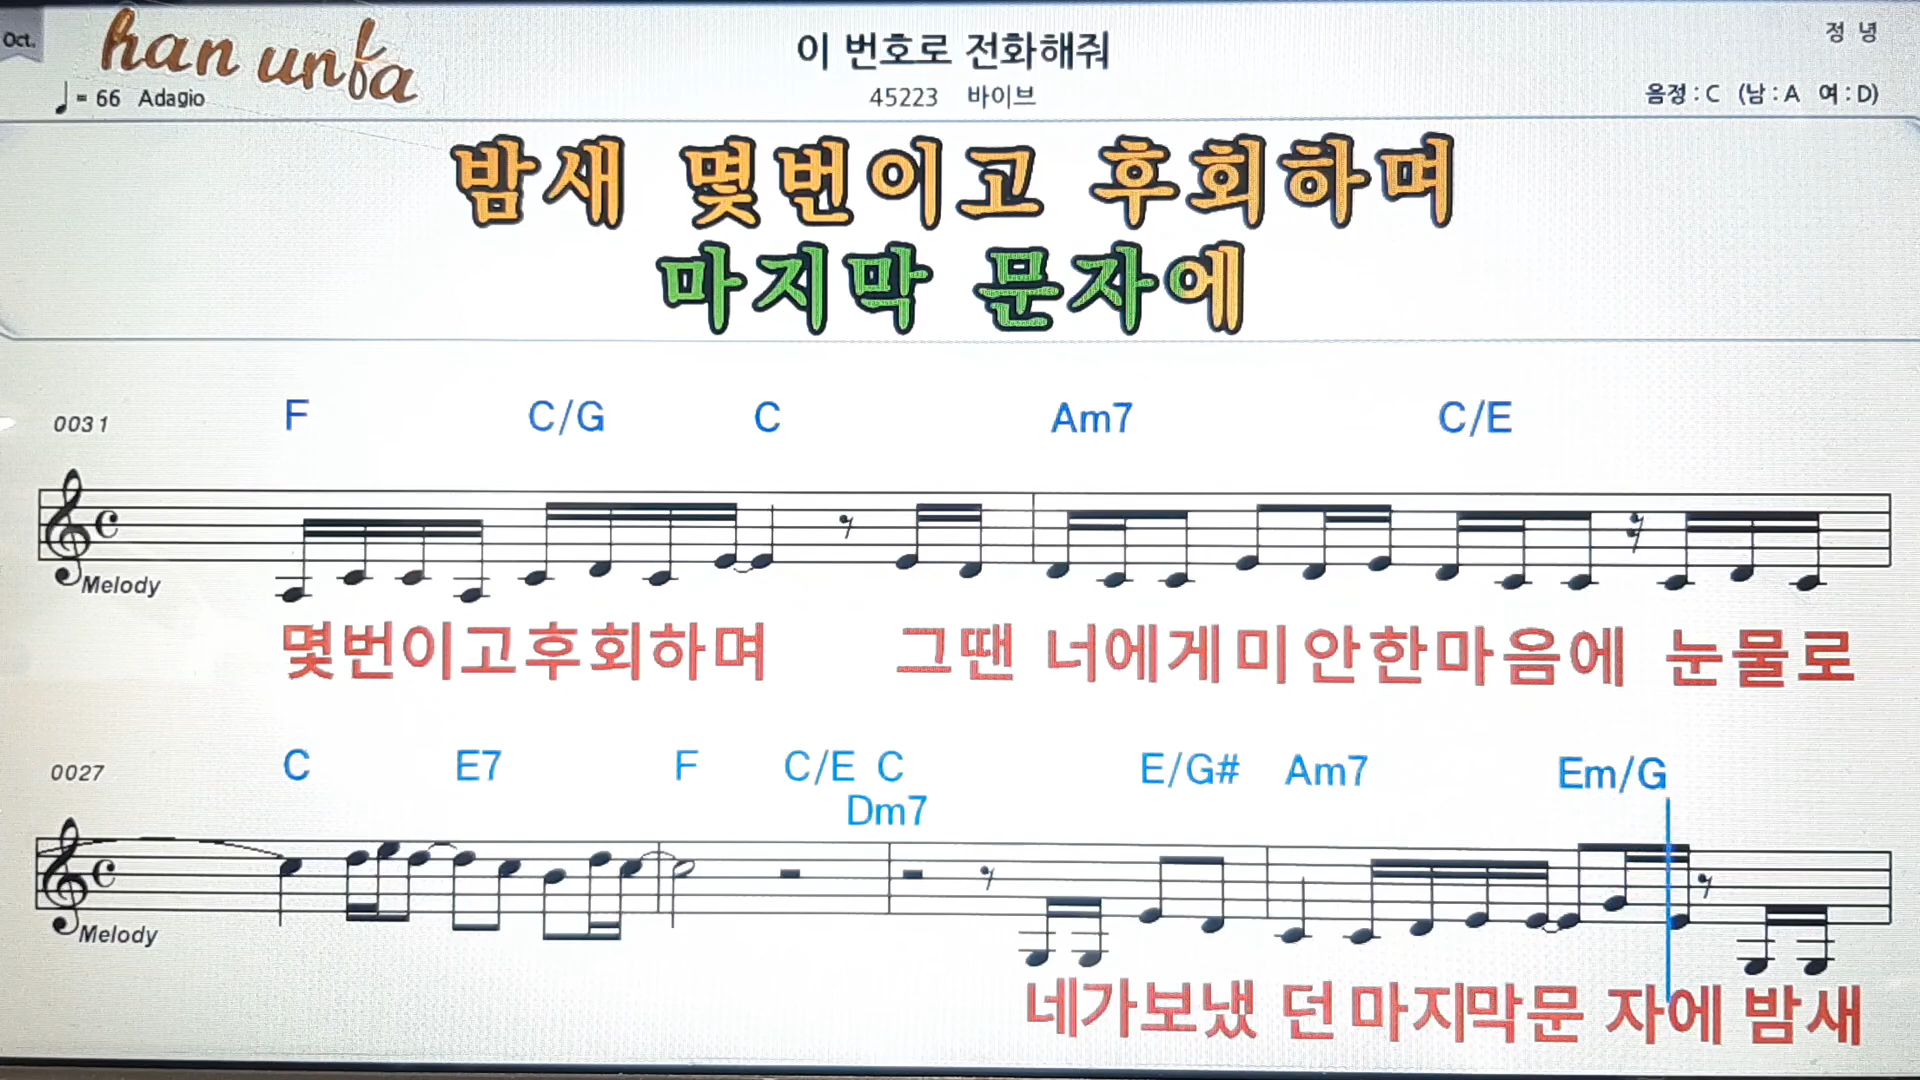 Oct.
han unfa
이 번호로 전화해줘
정 녕
♩= 66 Adagio
45223 바이브
음정 : C (남 : A 여 : D)
밤새 몇번이고 후회하며
마지막 문자에
0031 F C/G C Am7 C/E
Melody
몇번이고후회하며 그땐 너에게미안한마음에 눈물로
0027 C E7 F C/E C E/G# Am7 Em/G
Dm7
Melody
네가보냈던마지막문자에 밤새